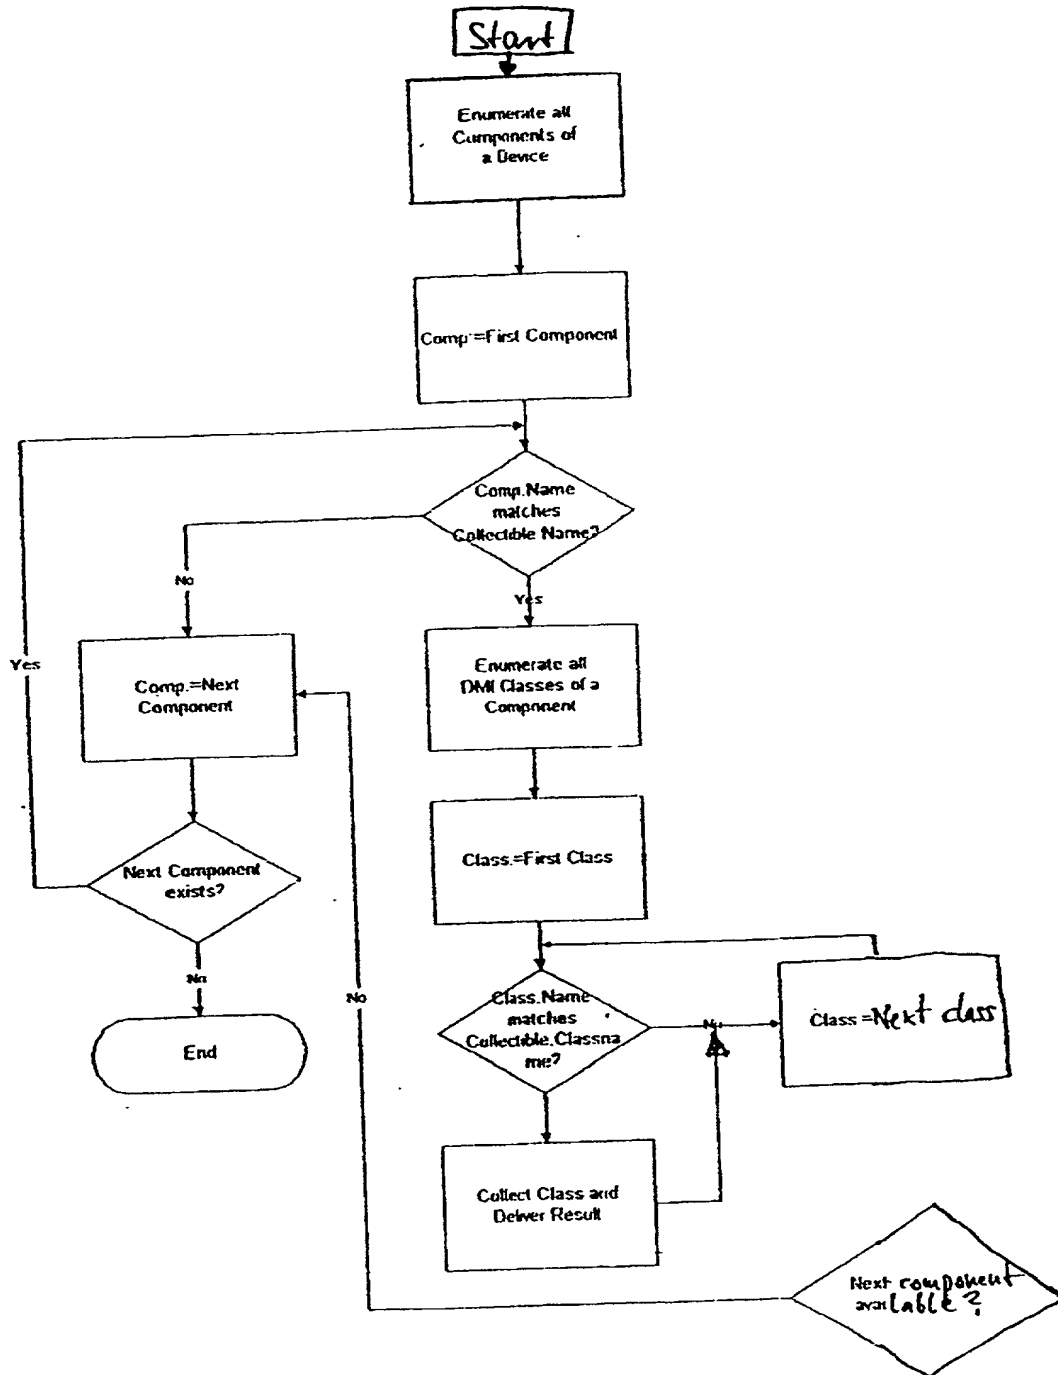 Start
Enumerate all
Components of
a Device
Comp:=First Component
Comp.Name
matches
Collectible Name?
No
Yes
Yes
Comp.=Next
Component
Enumerate all
DMI Classes of a
Component
Next Component
exists?
Class.=First Class
No
No
End
Class.Name
matches
Collectible.Classna
me?
No
Class =Next class
Collect Class and
Deliver Result
Next component
available?